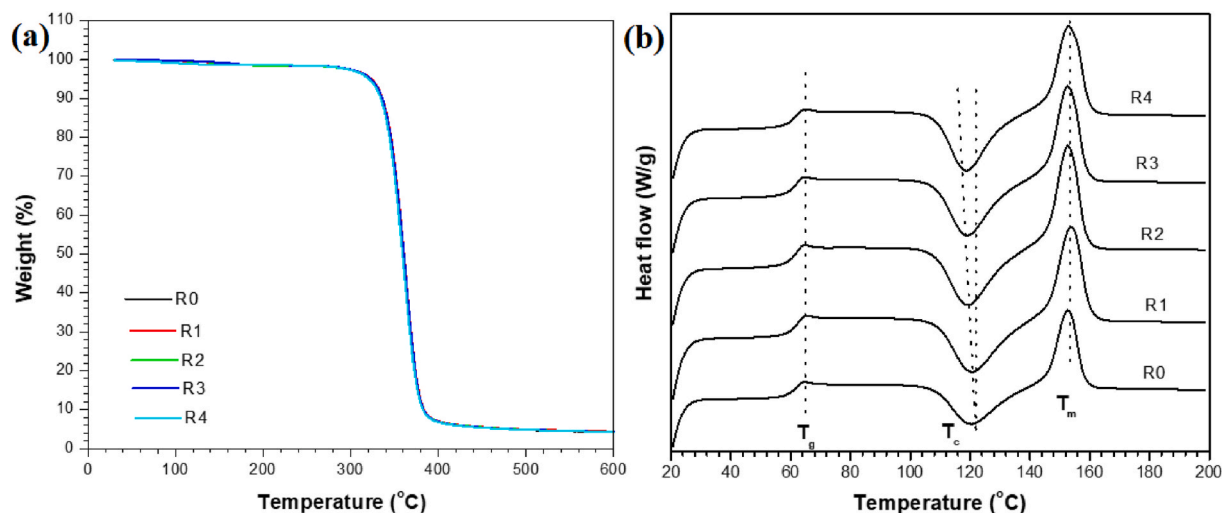 (a)
110
100
90
80
70
60
50
40
30
20
10
0
Weight (%)
R0
R1
R2
R3
R4
0 100 200 300 400 500 600
Temperature (°C)
(b)
Heat flow (W/g)
R4
R3
R2
R1
R0
Tg Tc Tm
20 40 60 80 100 120 140 160 180 200
Temperature (°C)